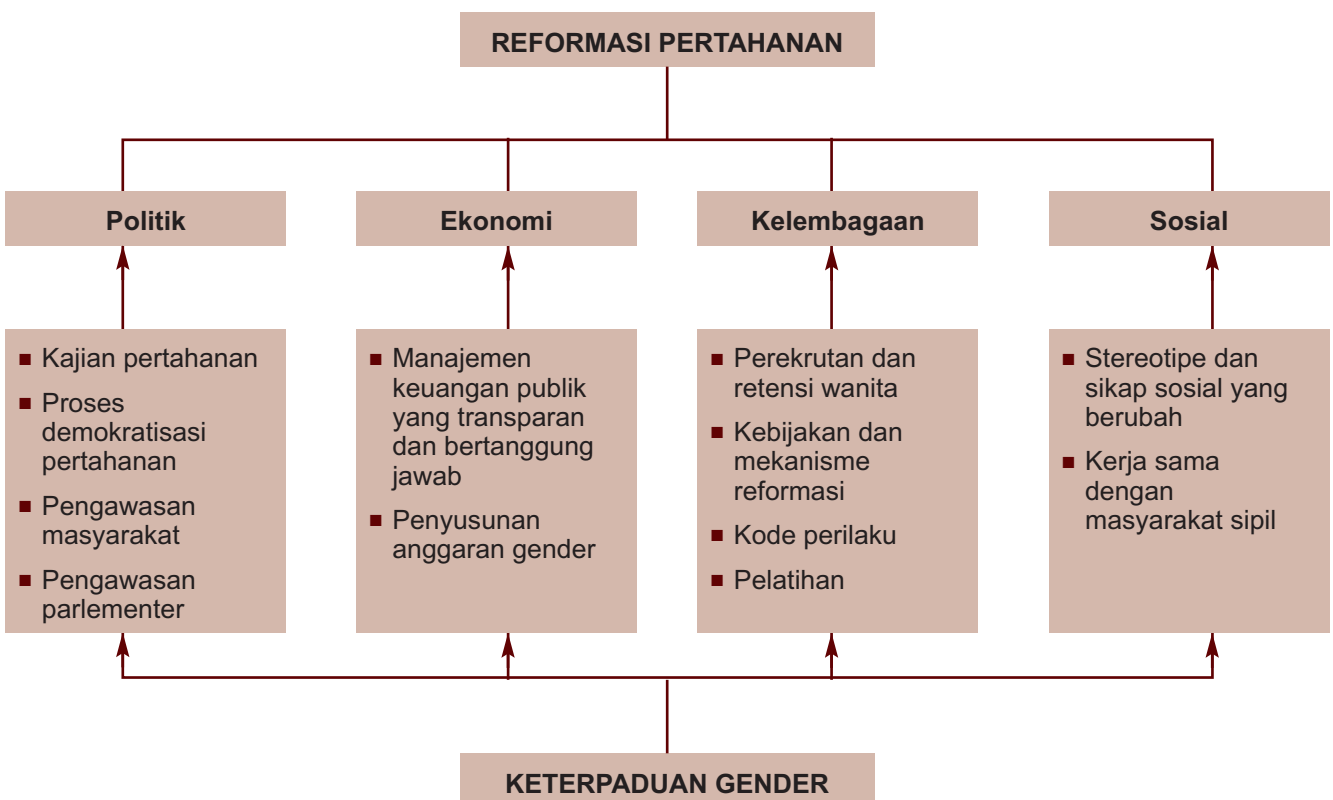 REFORMASI PERTAHANAN
Politik
Ekonomi
Kelembagaan
Sosial
■ Kajian pertahanan
■ Proses
demokratisasi
pertahanan
■ Pengawasan
masyarakat
■ Pengawasan
parlementer
■ Manajemen
keuangan publik
yang transparan
dan bertanggung
jawab
■ Penyusunan
anggaran gender
■ Perekrutan dan
retensi wanita
■ Kebijakan dan
mekanisme
reformasi
■ Kode perilaku
■ Pelatihan
■ Stereotipe dan
sikap sosial yang
berubah
■ Kerja sama
dengan
masyarakat sipil
KETERPADUAN GENDER